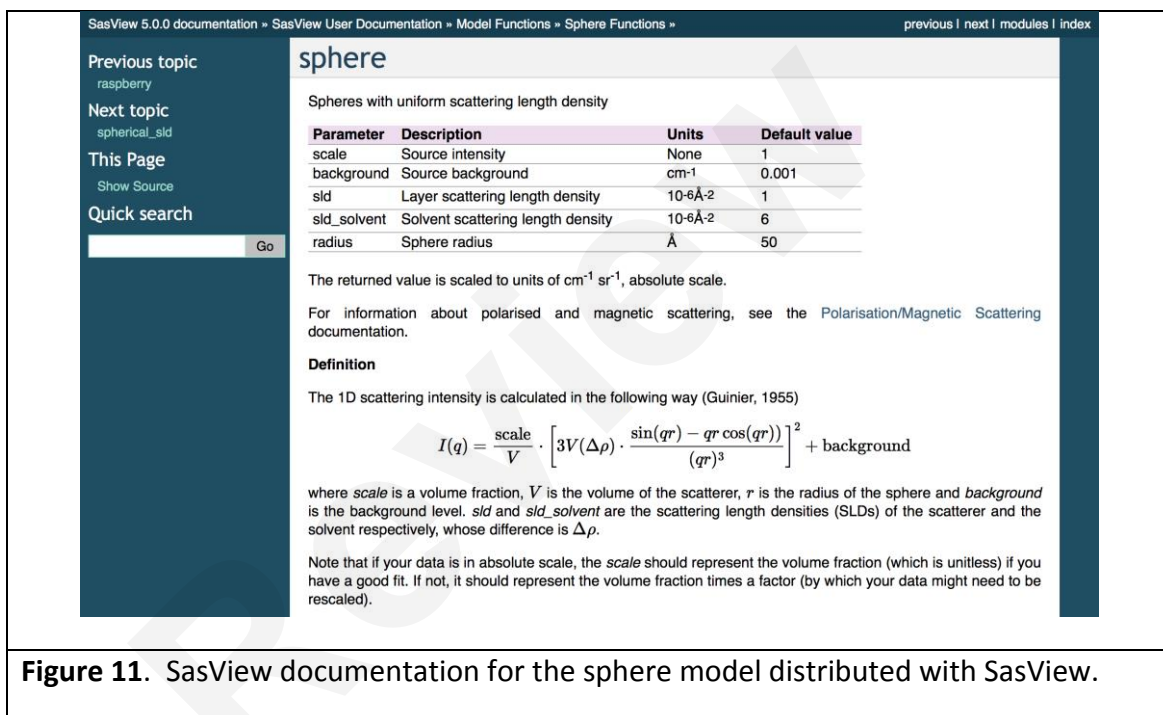 SasView 5.0.0 documentation » SasView User Documentation » Model Functions » Sphere Functions »
previous | next | modules | index
Previous topic
raspberry
Next topic
spherical_sld
This Page
Show Source
Quick search
Go
sphere
Spheres with uniform scattering length density
Parameter Description Units Default value
scale Source intensity None 1
background Source background cm-1 0.001
sld Layer scattering length density 10-6Å-2 1
sld_solvent Solvent scattering length density 10-6Å-2 6
radius Sphere radius Å 50
The returned value is scaled to units of cm⁻¹ sr⁻¹, absolute scale.
For information about polarised and magnetic scattering, see the Polarisation/Magnetic Scattering
documentation.
Definition
The 1D scattering intensity is calculated in the following way (Guinier, 1955)
I(q) = scale/V · [3V(Δρ) · (sin(qr) − qr cos(qr)))/(qr)³]² + background
where scale is a volume fraction, V is the volume of the scatterer, r is the radius of the sphere and background
is the background level. sld and sld_solvent are the scattering length densities (SLDs) of the scatterer and the
solvent respectively, whose difference is Δρ.
Note that if your data is in absolute scale, the scale should represent the volume fraction (which is unitless) if you
have a good fit. If not, it should represent the volume fraction times a factor (by which your data might need to be
rescaled).
Review
Figure 11. SasView documentation for the sphere model distributed with SasView.